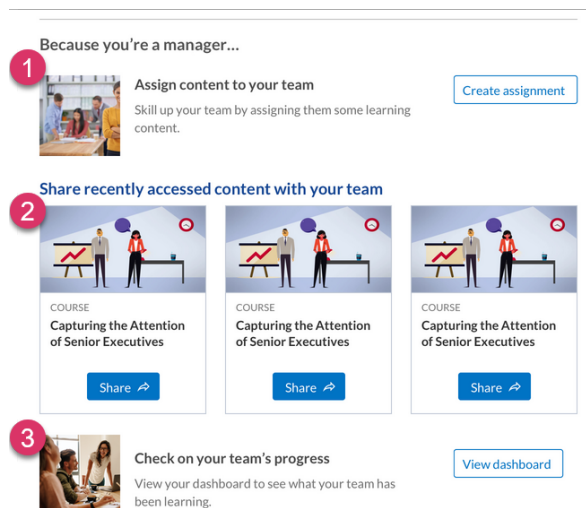 Because you're a manager...
1
Assign content to your team
Create assignment
Skill up your team by assigning them some learning
content.
Share recently accessed content with your team
2
COURSE
Capturing the Attention
of Senior Executives
Share
COURSE
Capturing the Attention
of Senior Executives
Share
COURSE
Capturing the Attention
of Senior Executives
Share
3
Check on your team's progress
View dashboard
View your dashboard to see what your team has
been learning.